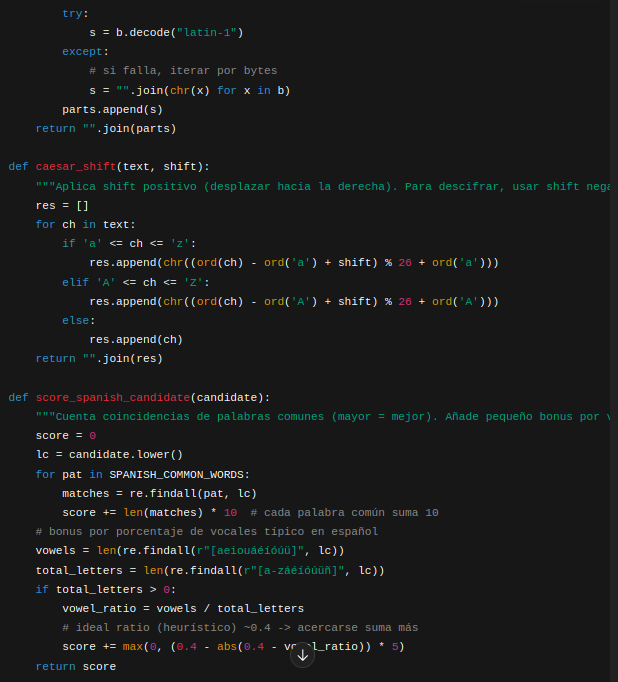 try:
s = b.decode("latin-1")
except:
# si falla, iterar por bytes
s = "".join(chr(x) for x in b)
parts.append(s)
return "".join(parts)
def caesar_shift(text, shift):
"""Aplica shift positivo (desplazar hacia la derecha). Para descifrar, usar shift nega
res = []
for ch in text:
if 'a' <= ch <= 'z':
res.append(chr((ord(ch) - ord('a') + shift) % 26 + ord('a')))
elif 'A' <= ch <= 'Z':
res.append(chr((ord(ch) - ord('A') + shift) % 26 + ord('A')))
else:
res.append(ch)
return "".join(res)
def score_spanish_candidate(candidate):
"""Cuenta coincidencias de palabras comunes (mayor = mejor). Añade pequeño bonus por v
score = 0
lc = candidate.lower()
for pat in SPANISH_COMMON_WORDS:
matches = re.findall(pat, lc)
score += len(matches) * 10  # cada palabra común suma 10
# bonus por porcentaje de vocales típico en español
vowels = len(re.findall(r"[aeiouáéíóúü]", lc))
total_letters = len(re.findall(r"[a-záéíóúüñ]", lc))
if total_letters > 0:
vowel_ratio = vowels / total_letters
# ideal ratio (heurístico) ~0.4 -> acercarse suma más
score += max(0, (0.4 - abs(0.4 - vowel_ratio)) * 5)
return score